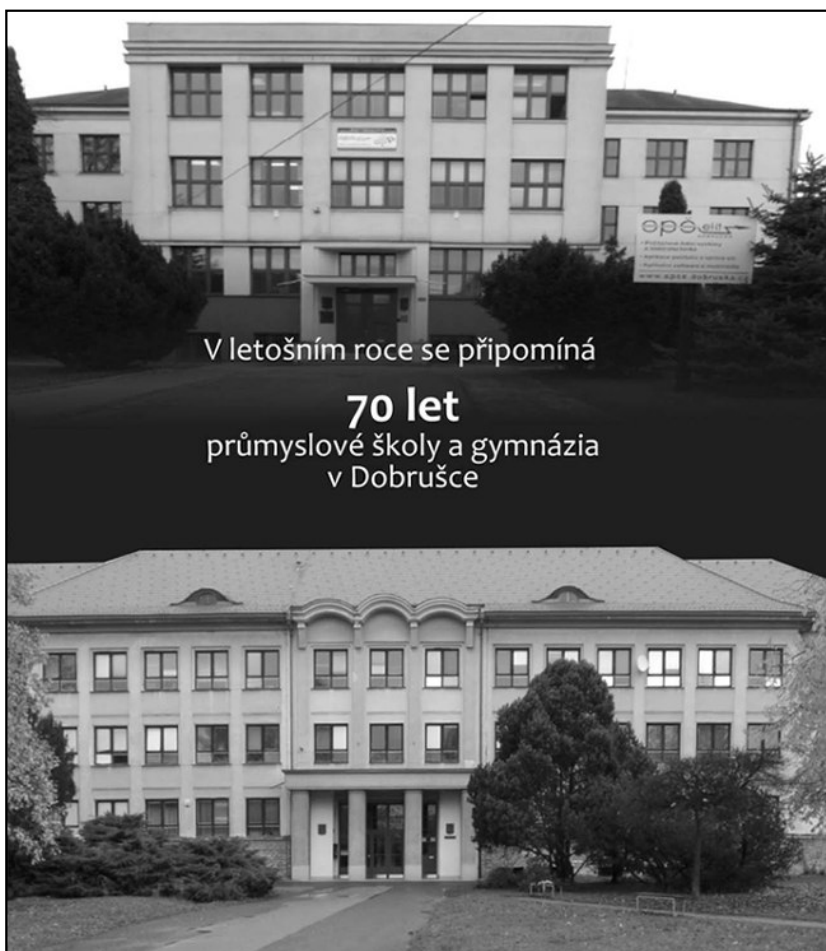 www.spse.dobruska.cz
V letošním roce se připomíná
70 let
průmyslové školy a gymnázia
v Dobrušce